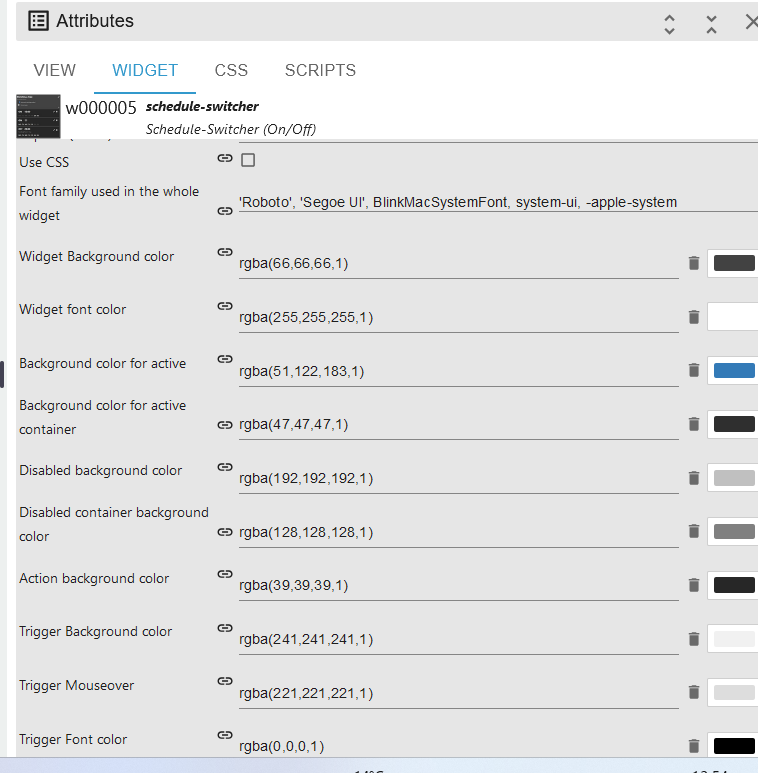 Attributes
VIEW WIDGET CSS SCRIPTS
w000005 schedule-switcher
Schedule-Switcher (On/Off)
Use CSS
Font family used in the whole
widget
'Roboto', 'Segoe UI', BlinkMacSystemFont, system-ui, -apple-system
Widget Background color
rgba(66,66,66,1)
Widget font color
rgba(255,255,255,1)
Background color for active
rgba(51,122,183,1)
Background color for active
container
rgba(47,47,47,1)
Disabled background color
rgba(192,192,192,1)
Disabled container background
color
rgba(128,128,128,1)
Action background color
rgba(39,39,39,1)
Trigger Background color
rgba(241,241,241,1)
Trigger Mouseover
rgba(221,221,221,1)
Trigger Font color
rgba(0,0,0,1)